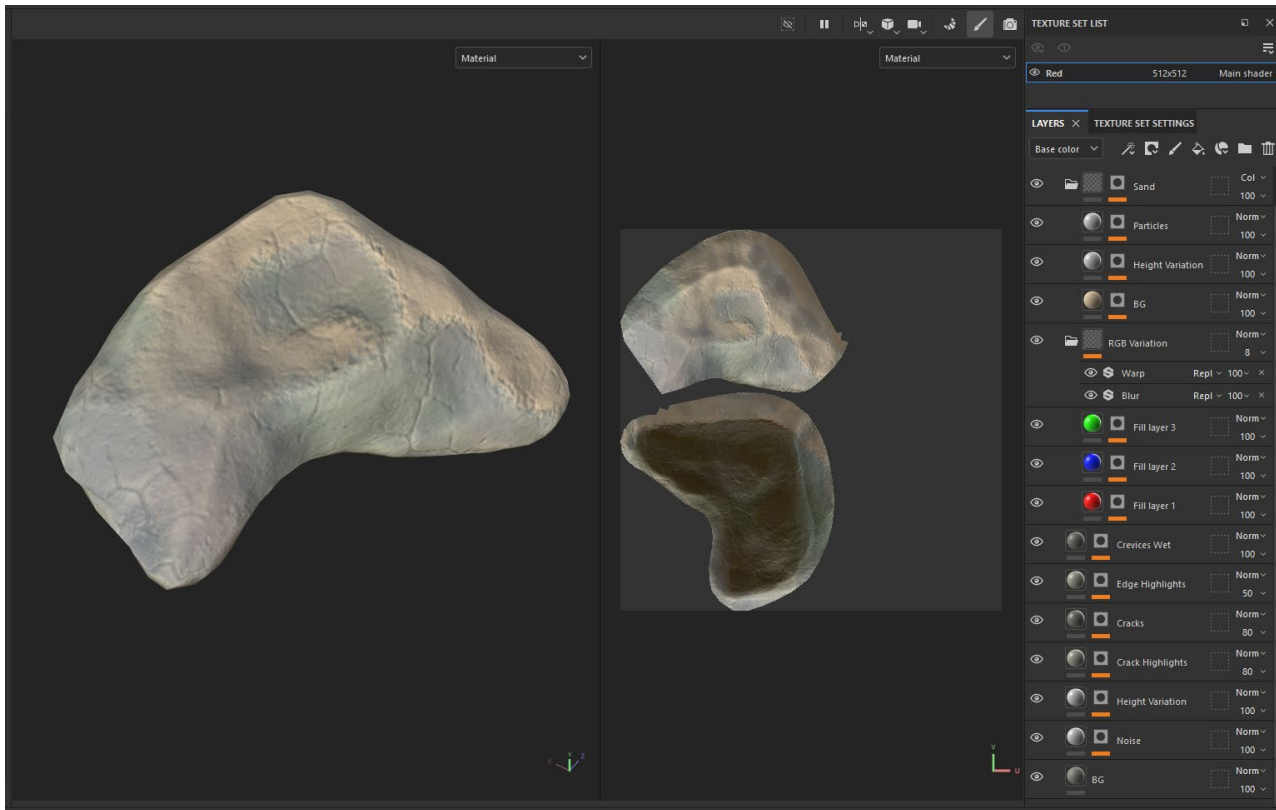 TEXTURE SET LIST
Material
Material
Red 512x512 Main shader
LAYERS TEXTURE SET SETTINGS
Base color
Sand Col 100
Particles Norm 100
Height Variation Norm 100
BG Norm 100
RGB Variation Norm 8
Warp Repl 100
Blur Repl 100
Fill layer 3 Norm 100
Fill layer 2 Norm 100
Fill layer 1 Norm 100
Crevices Wet Norm 100
Edge Highlights Norm 50
Cracks Norm 80
Crack Highlights Norm 80
Height Variation Norm 100
Noise Norm 100
BG Norm 100
Y
Z
V
U